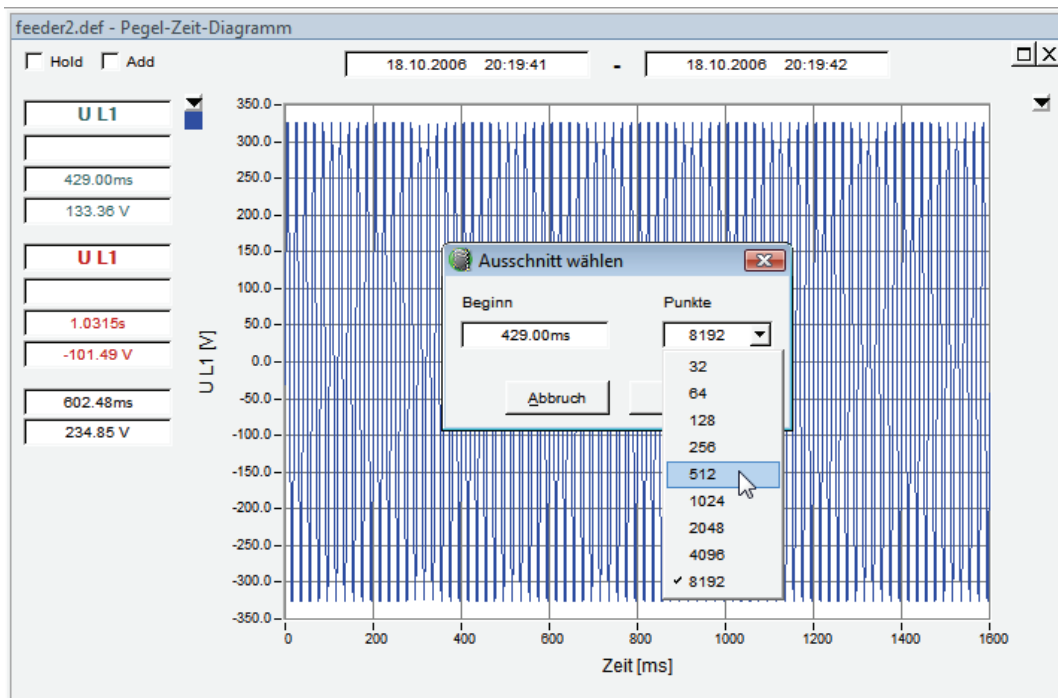 feeder2.def - Pegel-Zeit-Diagramm
Hold Add
18.10.2006 20:19:41 - 18.10.2006 20:19:42
U L1
429.00ms
133.36 V
U L1
1.0315s
-101.49 V
602.48ms
234.85 V
U L1 [V]
350.0
300.0
250.0
200.0
150.0
100.0
50.0
0.0
-50.0
-100.0
-150.0
-200.0
-250.0
-300.0
-350.0
0 200 400 600 800 1000 1200 1400 1600
Zeit [ms]
Ausschnitt wählen
Beginn Punkte
429.00ms 8192
Abbruch
32
64
128
256
512
1024
2048
4096
8192